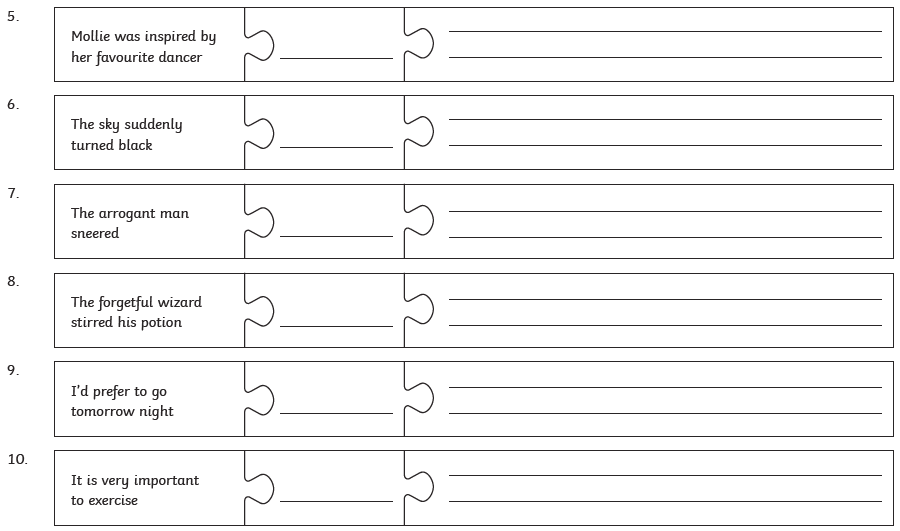 5.
Mollie was inspired by
her favourite dancer
6.
The sky suddenly
turned black
7.
The arrogant man
sneered
8.
The forgetful wizard
stirred his potion
9.
I'd prefer to go
tomorrow night
10.
It is very important
to exercise